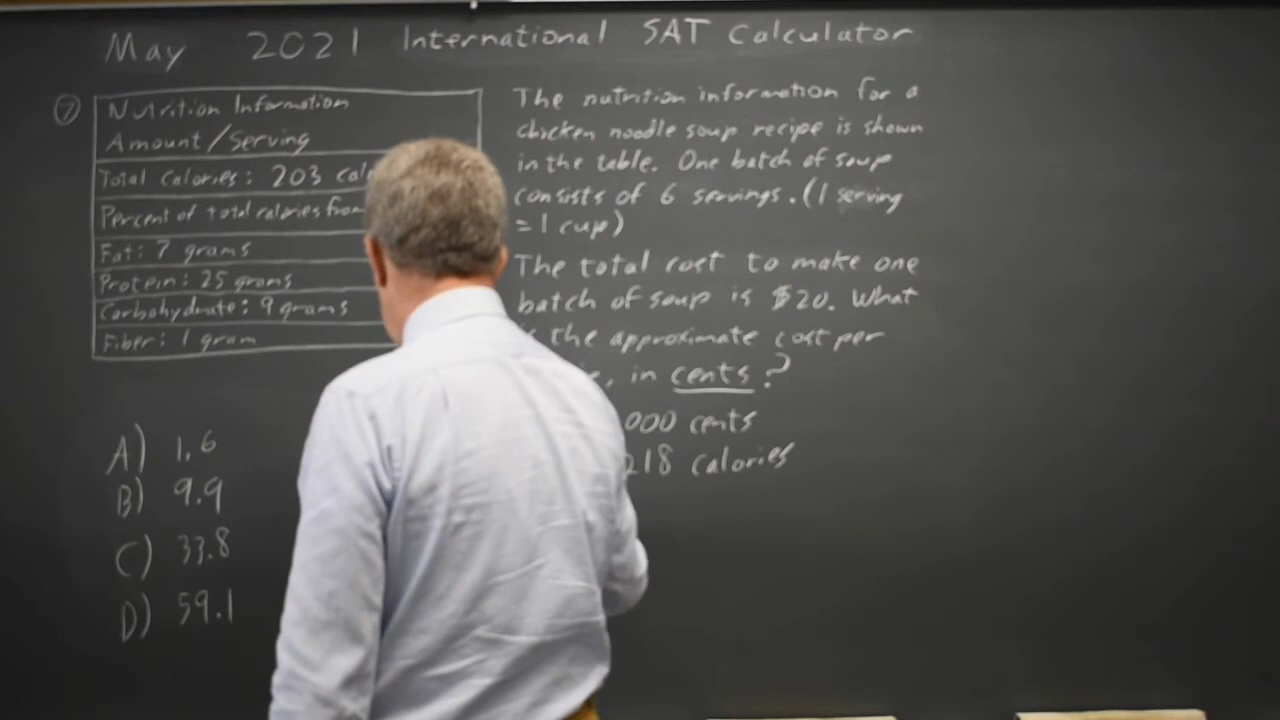 May 2021 International SAT Calculator
7
Nutrition Information
Amount/Serving
Total Calories: 203
Percent of total calories from
Fat: 7 grams
Protein: 25 grams
Carbohydrate: 9 grams
Fiber: 1 gram
A) 1.6
B) 9.9
C) 33.8
D) 59.1
The nutrition information for a
chicken noodle soup recipe is shown
in the table. One batch of soup
consists of 6 servings. (1 serving
= 1 cup)
The total cost to make one
batch of soup is $20. What
the approximate cost per
, in cents?
000 cents
218 calories